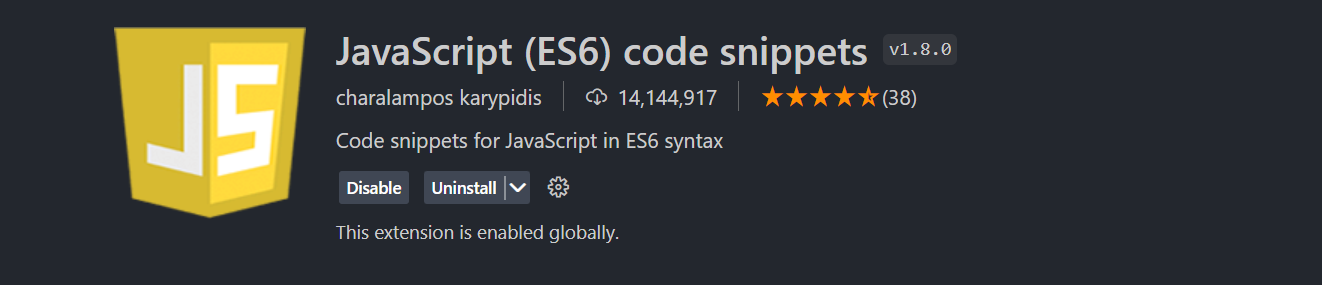 JS
JavaScript (ES6) code snippets v1.8.0
charalampos karypidis 14,144,917 (38)
Code snippets for JavaScript in ES6 syntax
Disable Uninstall
This extension is enabled globally.